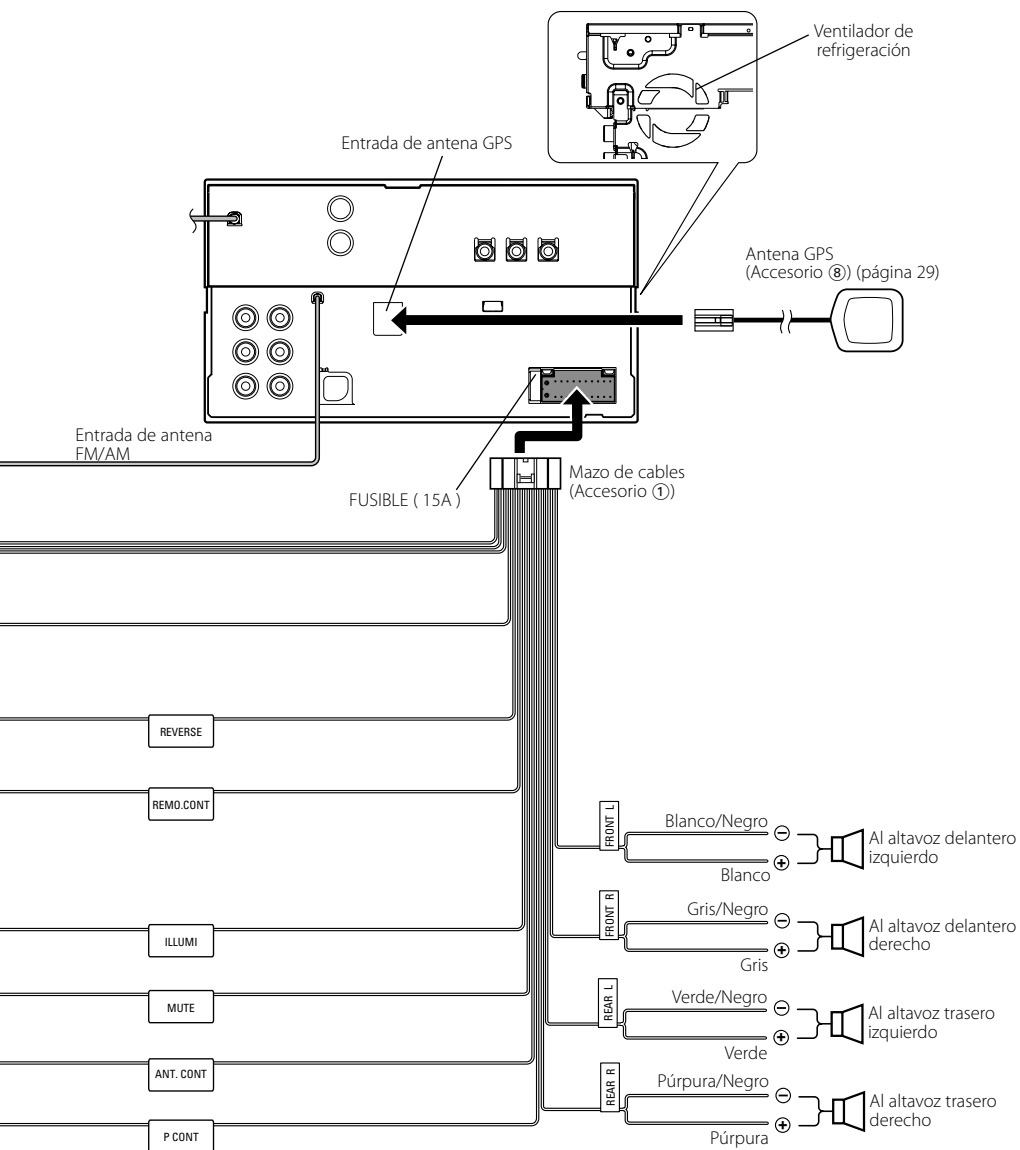 Ventilador de
refrigeración
Entrada de antena GPS
Antena GPS
(Accesorio ⑧) (página 29)
Entrada de antena
FM/AM
FUSIBLE ( 15A )
Mazo de cables
(Accesorio ①)
REVERSE
REMO.CONT
ILLUMI
MUTE
ANT. CONT
P CONT
FRONT L
Blanco/Negro
⊖
⊕
Blanco
Al altavoz delantero
izquierdo
FRONT R
Gris/Negro
⊖
⊕
Gris
Al altavoz delantero
derecho
REAR L
Verde/Negro
⊖
⊕
Verde
Al altavoz trasero
izquierdo
REAR R
Púrpura/Negro
⊖
⊕
Púrpura
Al altavoz trasero
derecho